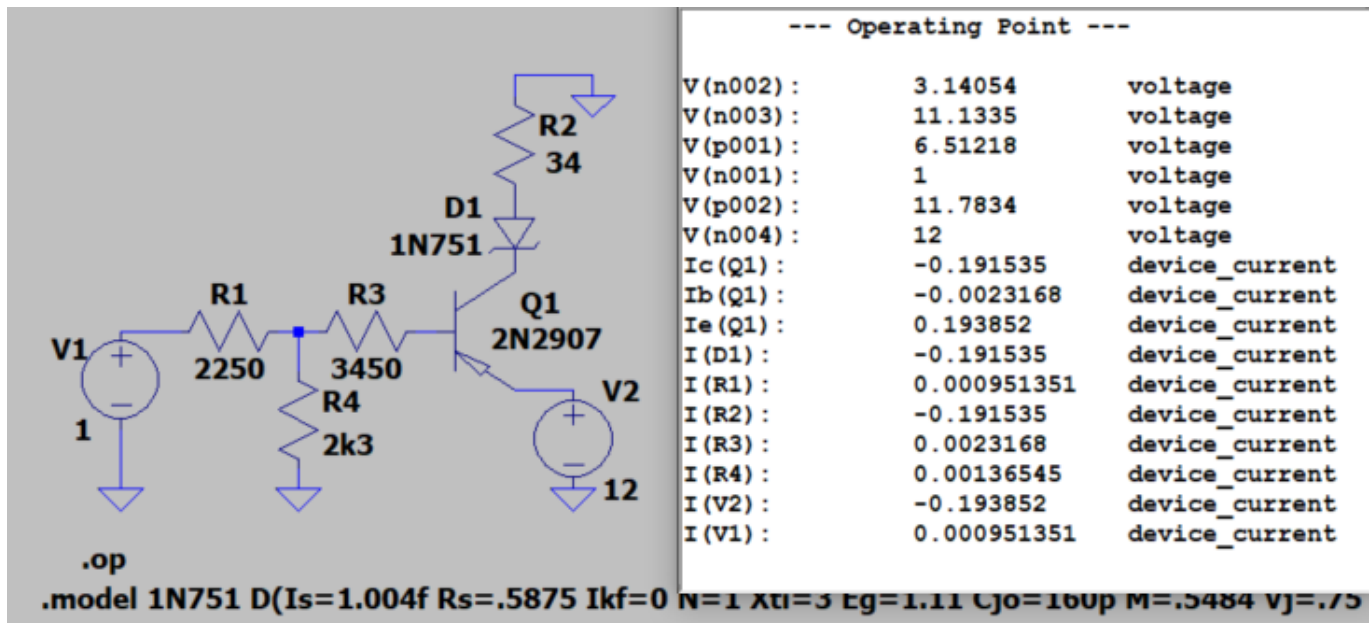 --- Operating Point ---
V(n002): 3.14054 voltage
V(n003): 11.1335 voltage
V(p001): 6.51218 voltage
V(n001): 1 voltage
V(p002): 11.7834 voltage
V(n004): 12 voltage
Ic(Q1): -0.191535 device_current
Ib(Q1): -0.0023168 device_current
Ie(Q1): 0.193852 device_current
I(D1): -0.191535 device_current
I(R1): 0.000951351 device_current
I(R2): -0.191535 device_current
I(R3): 0.0023168 device_current
I(R4): 0.00136545 device_current
I(V2): -0.193852 device_current
I(V1): 0.000951351 device_current
R2
34
D1
1N751
R1
2250
R3
3450
Q1
2N2907
V1
1
R4
2k3
V2
12
.op
.model 1N751 D(Is=1.004f Rs=.5875 Ikf=0 N=1 Xti=3 Eg=1.11 Cjo=160p M=.5484 Vj=.75